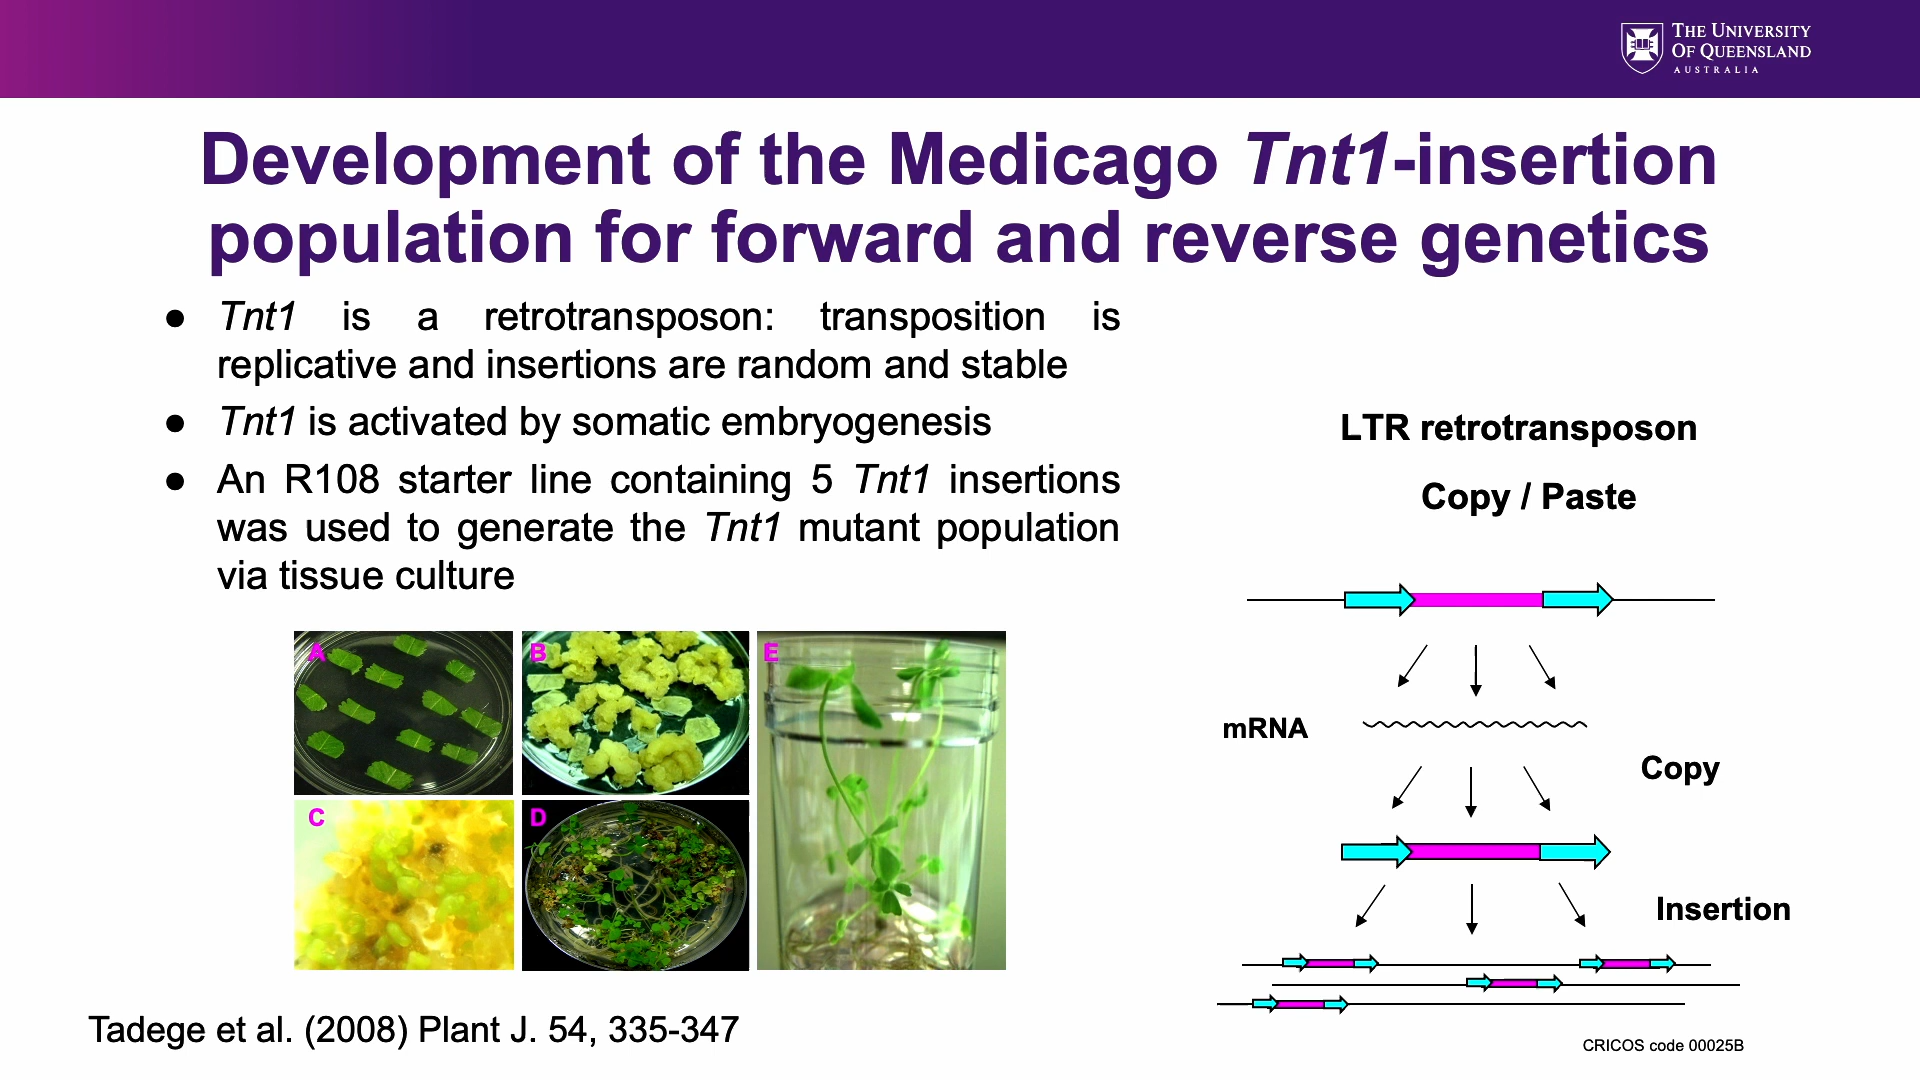 THE UNIVERSITY
OF QUEENSLAND
AUSTRALIA
Development of the Medicago Tnt1-insertion
population for forward and reverse genetics
● Tnt1 is a retrotransposon: transposition is
replicative and insertions are random and stable
● Tnt1 is activated by somatic embryogenesis
● An R108 starter line containing 5 Tnt1 insertions
was used to generate the Tnt1 mutant population
via tissue culture
A
B
E
C
D
LTR retrotransposon
Copy / Paste
mRNA
Copy
Insertion
Tadege et al. (2008) Plant J. 54, 335-347
CRICOS code 00025B